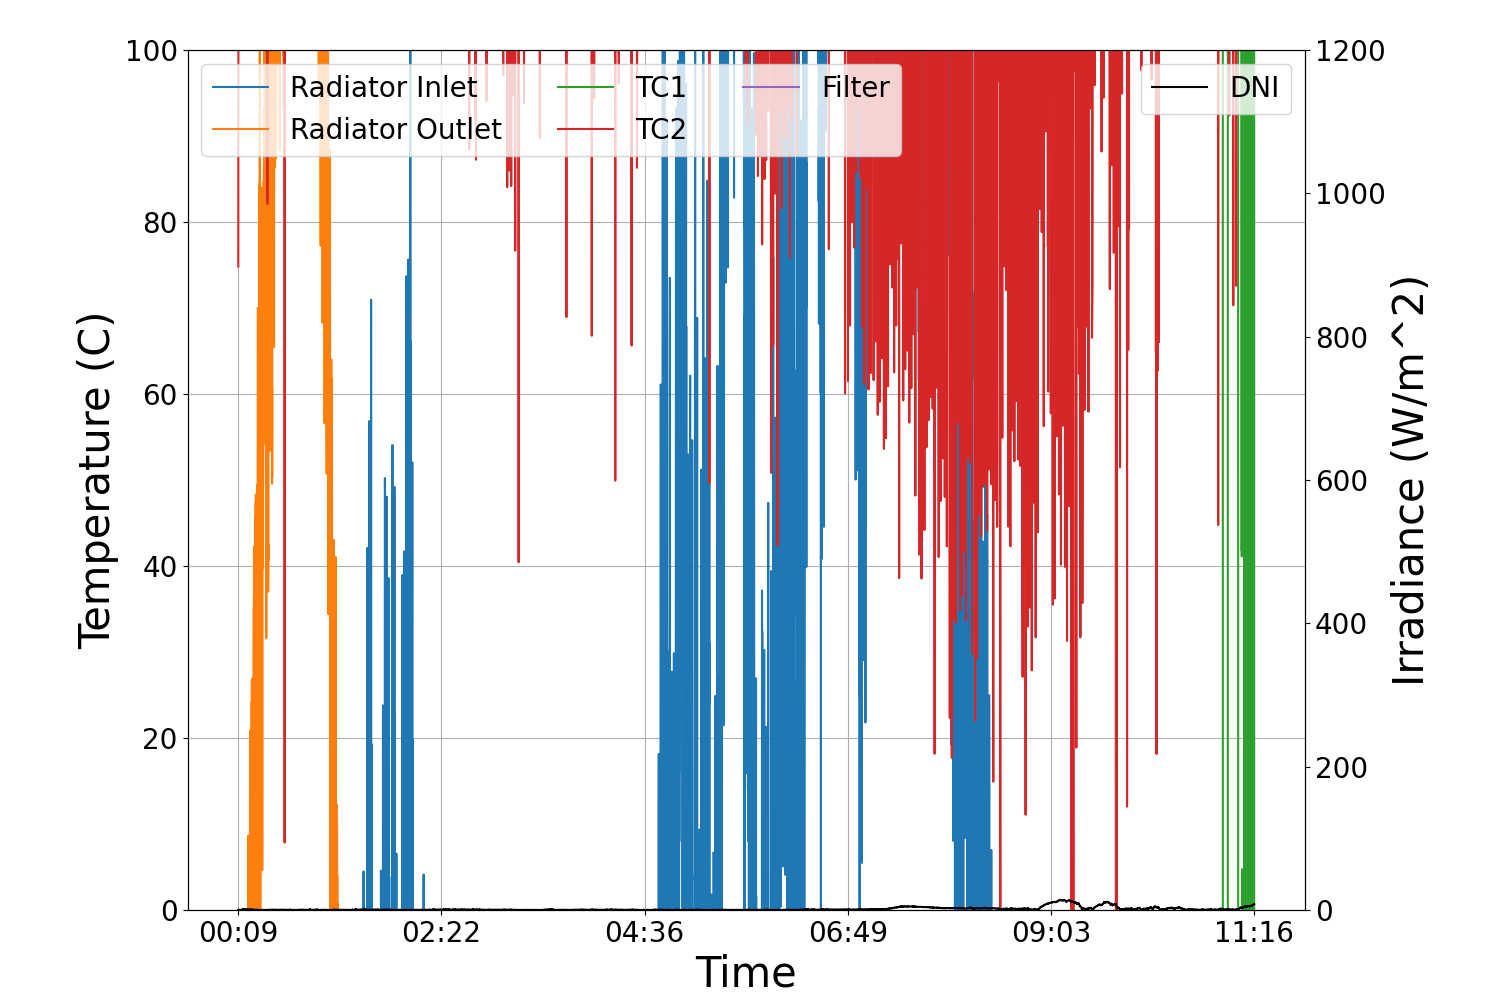 100
80
60
40
20
0
Temperature (C)
Radiator Inlet
Radiator Outlet
TC1
TC2
Filter
DNI
1200
1000
800
600
400
200
0
Irradiance (W/m^2)
00:09 02:22 04:36 06:49 09:03 11:16
Time